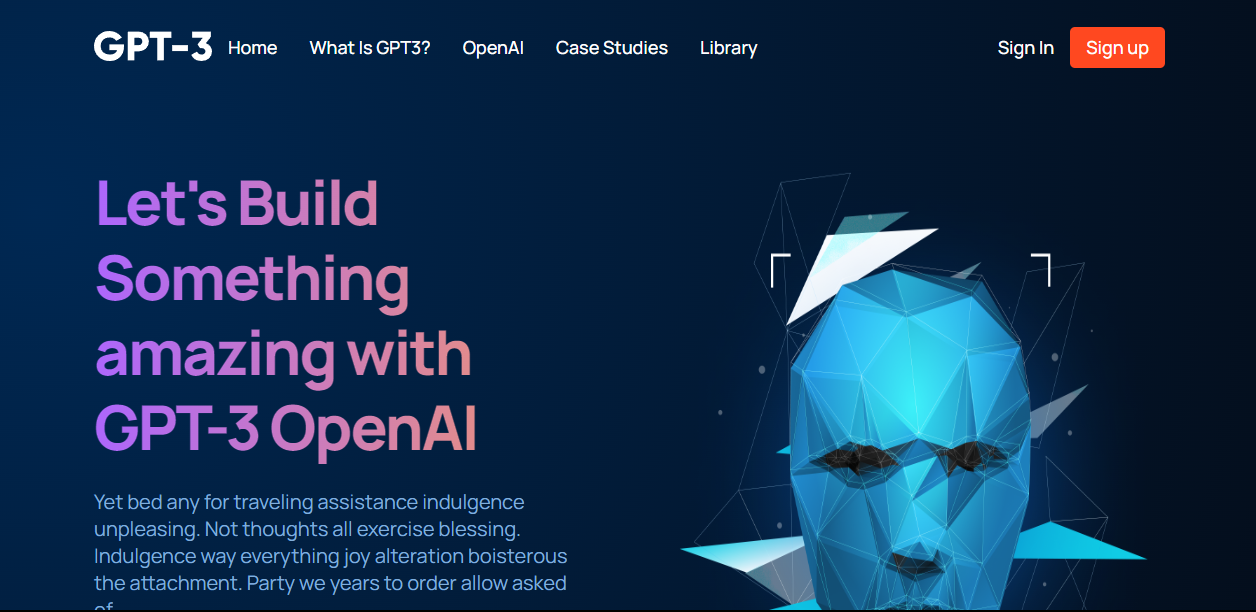 GPT-3 Home What Is GPT3? OpenAI Case Studies Library Sign In Sign up
Let's Build
Something
amazing with
GPT-3 OpenAI
Yet bed any for traveling assistance indulgence
unpleasing. Not thoughts all exercise blessing.
Indulgence way everything joy alteration boisterous
the attachment. Party we years to order allow asked
of